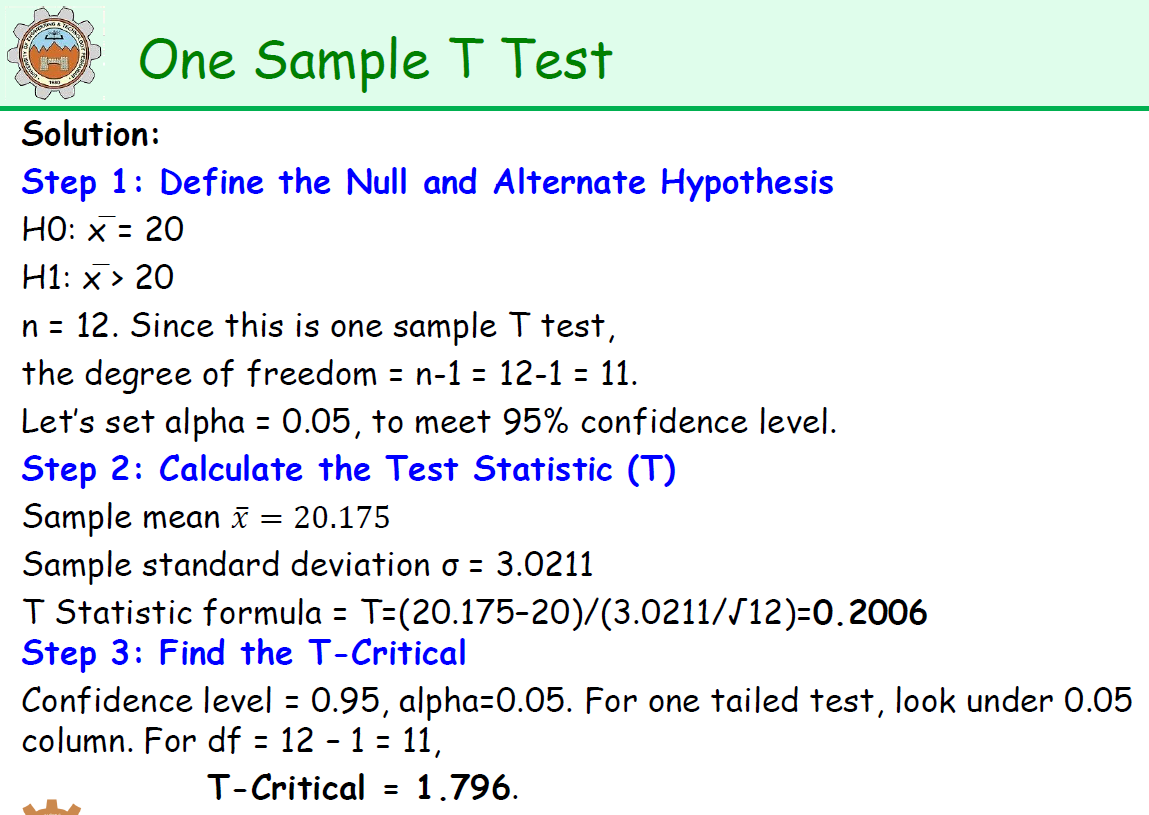 One Sample T Test
Solution:
Step 1: Define the Null and Alternate Hypothesis
H0: x̅ = 20
H1: x̅ > 20
n = 12. Since this is one sample T test,
the degree of freedom = n-1 = 12-1 = 11.
Let’s set alpha = 0.05, to meet 95% confidence level.
Step 2: Calculate the Test Statistic (T)
Sample mean x̄ = 20.175
Sample standard deviation σ = 3.0211
T Statistic formula = T=(20.175–20)/(3.0211/√12)=0.2006
Step 3: Find the T-Critical
Confidence level = 0.95, alpha=0.05. For one tailed test, look under 0.05
column. For df = 12 – 1 = 11,
T-Critical = 1.796.